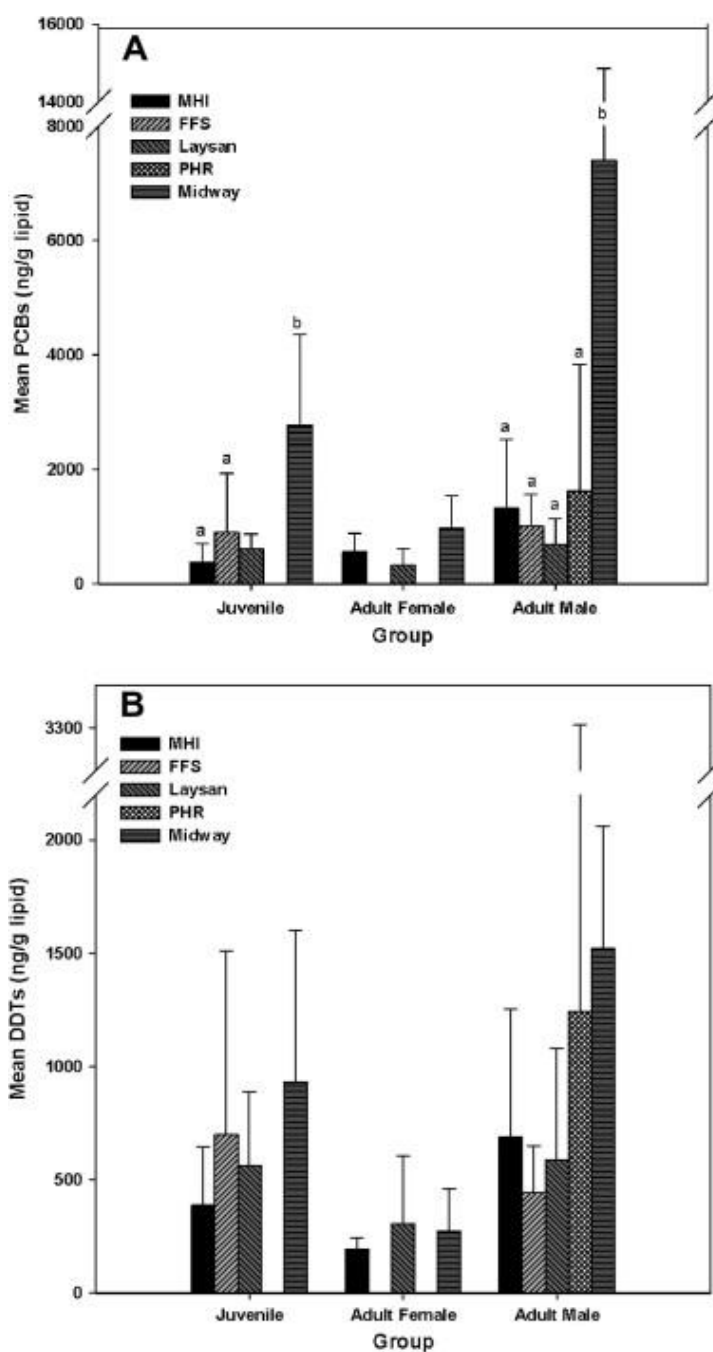 A
MHI
FFS
Laysan
PHR
Midway
Mean PCBs (ng/g lipid)
16000
14000
8000
6000
4000
2000
0
a
a
b
a
a
a
a
b
Juvenile
Adult Female
Adult Male
Group
B
MHI
FFS
Laysan
PHR
Midway
Mean DDTs (ng/g lipid)
3300
2000
1500
1000
500
0
Juvenile
Adult Female
Adult Male
Group